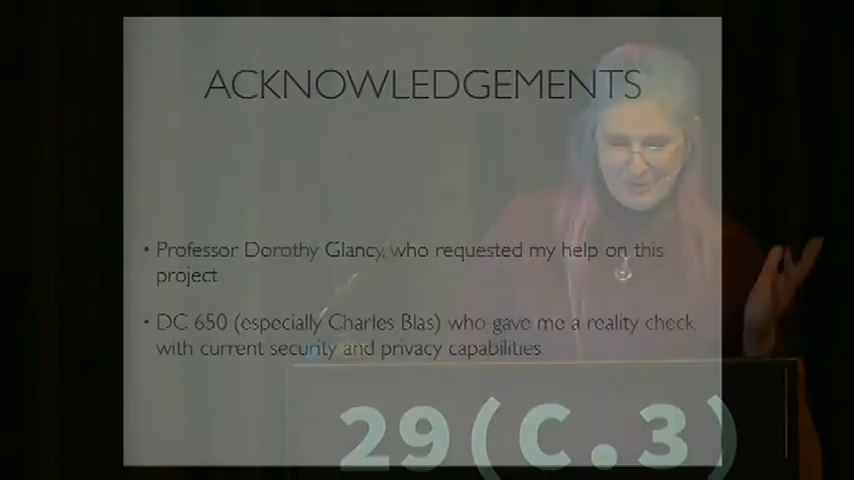 ACKNOWLEDGEMENTS
• Professor Dorothy Glancy, who requested my help on this
project
• DC 650 (especially Charles Blas) who gave me a reality check
with current security and privacy capabilities
29(C.3)